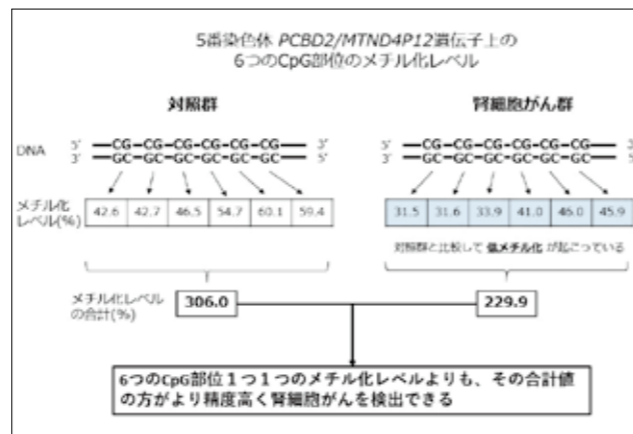 5番染色体 PCBD2/MTND4P12遺伝子上の
6つのCpG部位のメチル化レベル
対照群
腎細胞がん群
DNA
5’ CG CG CG CG CG CG 3’
3’ GC GC GC GC GC GC 5’
5’ CG CG CG CG CG CG 3’
3’ GC GC GC GC GC GC 5’
メチル化
レベル(%)
42.6 42.7 46.5 54.7 60.1 59.4
31.5 31.6 33.9 41.0 46.0 45.9
対照群と比較して 低メチル化 が起こっている
メチル化レベル
の合計(%)
306.0
229.9
6つのCpG部位１つ１つのメチル化レベルよりも、その合計値
の方がより精度高く腎細胞がんを検出できる